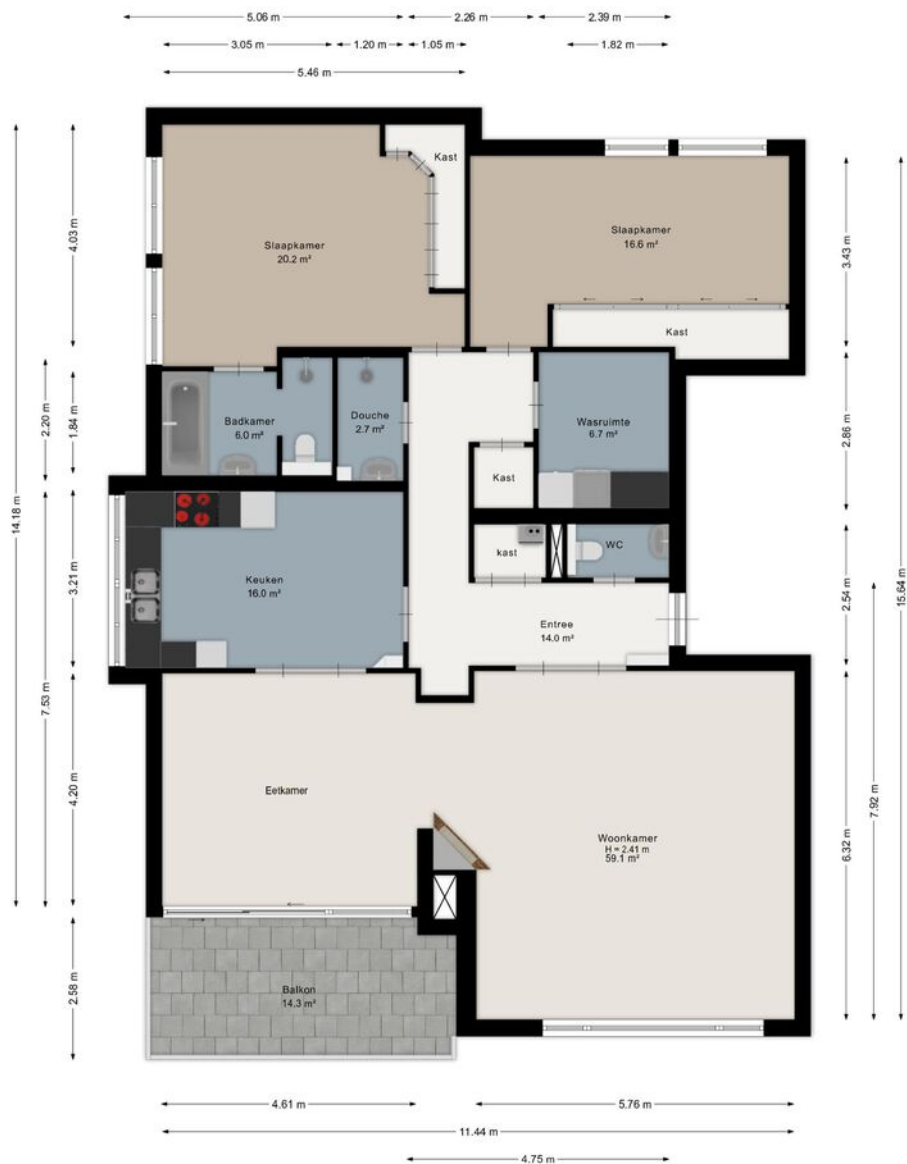 5.06 m
2.26 m
2.39 m
3.05 m
1.20 m
1.05 m
1.82 m
5.46 m
Kast
Slaapkamer
20.2 m²
Slaapkamer
16.6 m²
Kast
4.03 m
3.43 m
14.18 m
15.64 m
2.20 m
1.84 m
Badkamer
6.0 m²
Douche
2.7 m²
Wasruimte
6.7 m²
2.86 m
Kast
kast
WC
Keuken
16.0 m²
3.21 m
2.54 m
Entree
14.0 m²
7.53 m
4.20 m
Eetkamer
Woonkamer
H = 2.41 m
59.1 m²
6.32 m
7.92 m
Balkon
14.3 m²
2.58 m
4.61 m
5.76 m
11.44 m
4.75 m